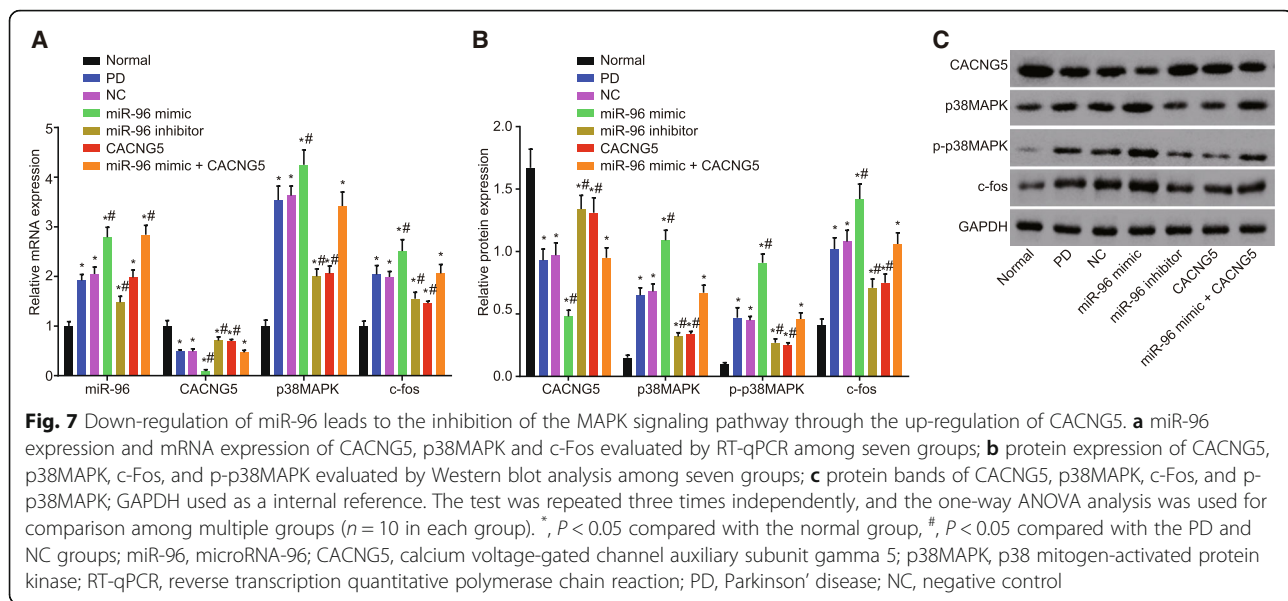 A
Normal
PD
NC
miR-96 mimic
miR-96 inhibitor
CACNG5
miR-96 mimic + CACNG5
Relative mRNA expression
5
4
3
2
1
0
* * *# *# * *
* * *# *# *# *
* * *# *# *# *
* * *# *# *# *
miR-96 CACNG5 p38MAPK c-fos
B
Normal
PD
NC
miR-96 mimic
miR-96 inhibitor
CACNG5
miR-96 mimic + CACNG5
Relative protein expression
2.0
1.5
1.0
0.5
0.0
* * *# *# *# *
* * *# *# *# *
* * *# *# *# *
* * *# *# *# *
CACNG5 p38MAPK p-p38MAPK c-fos
C
CACNG5
p38MAPK
p-p38MAPK
c-fos
GAPDH
Normal
PD
NC
miR-96 mimic
miR-96 inhibitor
CACNG5
miR-96 mimic + CACNG5
Fig. 7 Down-regulation of miR-96 leads to the inhibition of the MAPK signaling pathway through the up-regulation of CACNG5. a miR-96
expression and mRNA expression of CACNG5, p38MAPK and c-Fos evaluated by RT-qPCR among seven groups; b protein expression of CACNG5,
p38MAPK, c-Fos, and p-p38MAPK evaluated by Western blot analysis among seven groups; c protein bands of CACNG5, p38MAPK, c-Fos, and p-
p38MAPK; GAPDH used as a internal reference. The test was repeated three times independently, and the one-way ANOVA analysis was used for
comparison among multiple groups (n = 10 in each group). *, P < 0.05 compared with the normal group, #, P < 0.05 compared with the PD and
NC groups; miR-96, microRNA-96; CACNG5, calcium voltage-gated channel auxiliary subunit gamma 5; p38MAPK, p38 mitogen-activated protein
kinase; RT-qPCR, reverse transcription quantitative polymerase chain reaction; PD, Parkinson' disease; NC, negative control